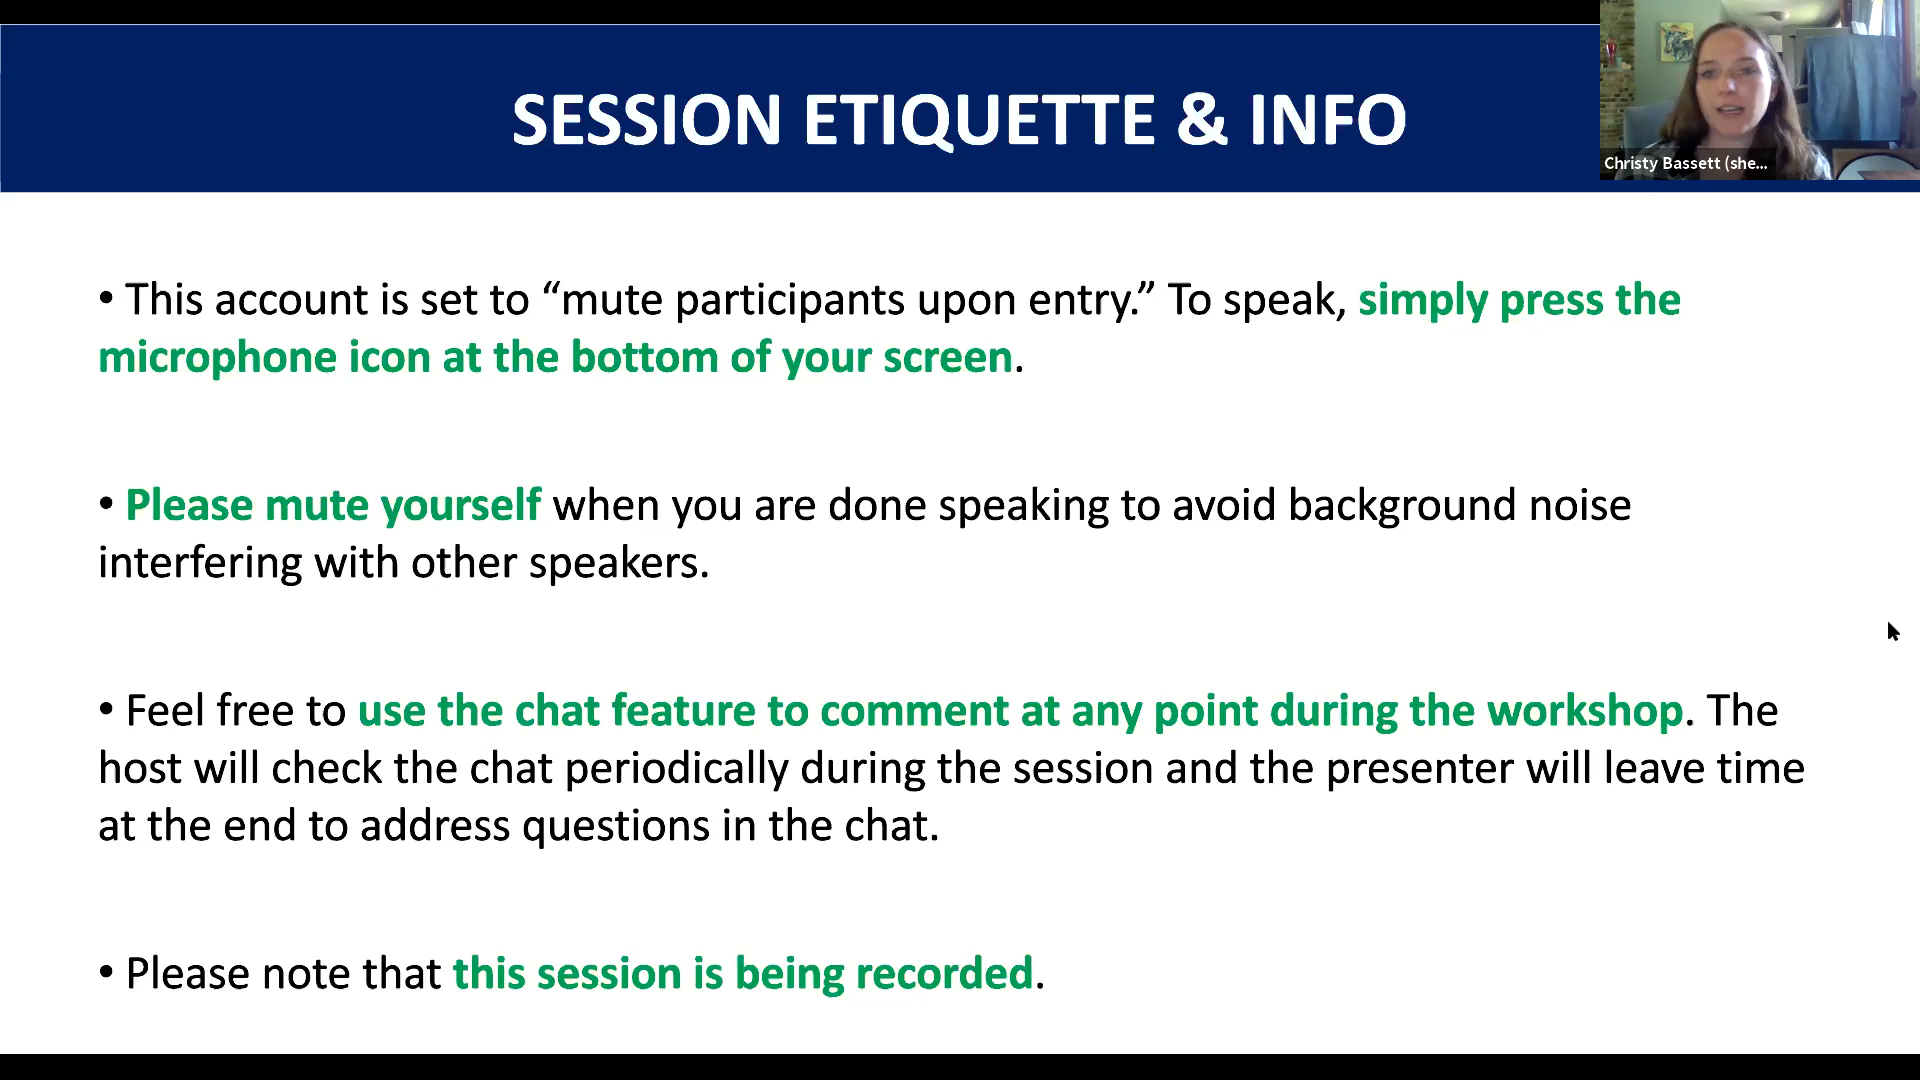 SESSION ETIQUETTE & INFO
Christy Bassett (she...
• This account is set to “mute participants upon entry.” To speak, simply press the
microphone icon at the bottom of your screen.
• Please mute yourself when you are done speaking to avoid background noise
interfering with other speakers.
• Feel free to use the chat feature to comment at any point during the workshop. The
host will check the chat periodically during the session and the presenter will leave time
at the end to address questions in the chat.
• Please note that this session is being recorded.